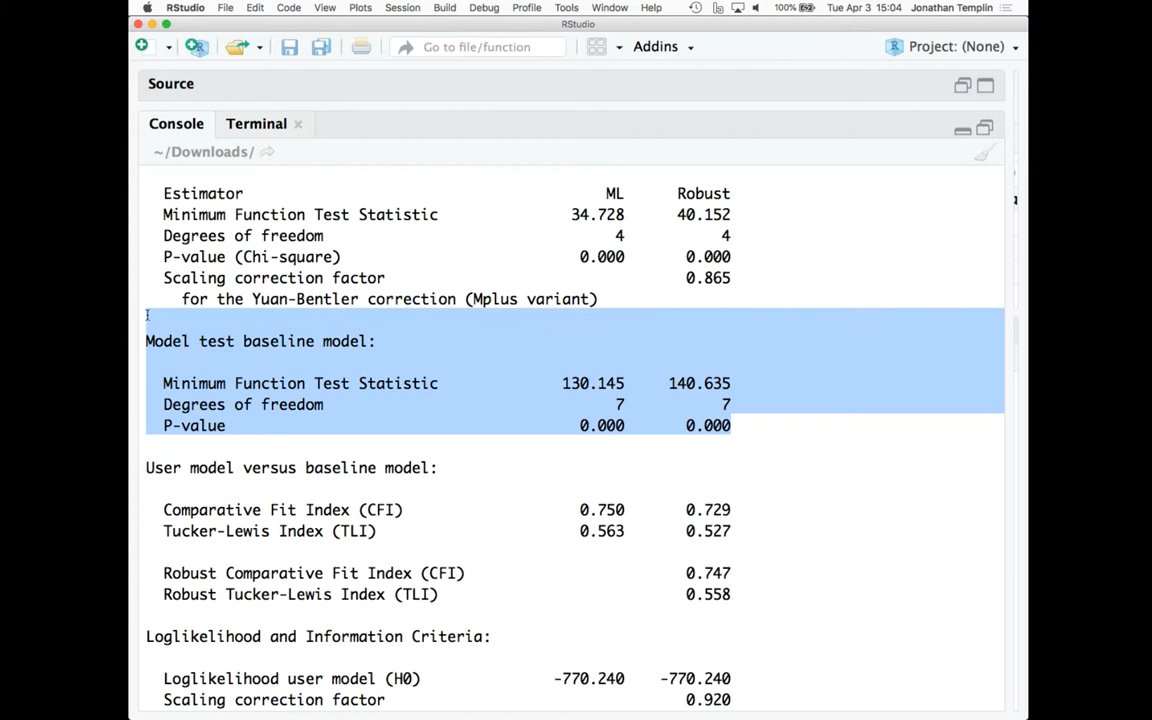 RStudio File Edit Code View Plots Session Build Debug Profile Tools Window Help 100% Tue Apr 3 15:04 Jonathan Templin
RStudio
Go to file/function Addins Project: (None)
Source
Console Terminal
~/Downloads/
Estimator ML Robust
Minimum Function Test Statistic 34.728 40.152
Degrees of freedom 4 4
P-value (Chi-square) 0.000 0.000
Scaling correction factor 0.865
for the Yuan-Bentler correction (Mplus variant)
Model test baseline model:
Minimum Function Test Statistic 130.145 140.635
Degrees of freedom 7 7
P-value 0.000 0.000
User model versus baseline model:
Comparative Fit Index (CFI) 0.750 0.729
Tucker-Lewis Index (TLI) 0.563 0.527
Robust Comparative Fit Index (CFI) 0.747
Robust Tucker-Lewis Index (TLI) 0.558
Loglikelihood and Information Criteria:
Loglikelihood user model (H0) -770.240 -770.240
Scaling correction factor 0.920